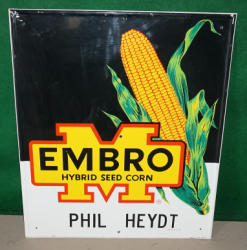 M
EMBRO
HYBRID SEED CORN
PHIL HEYDT